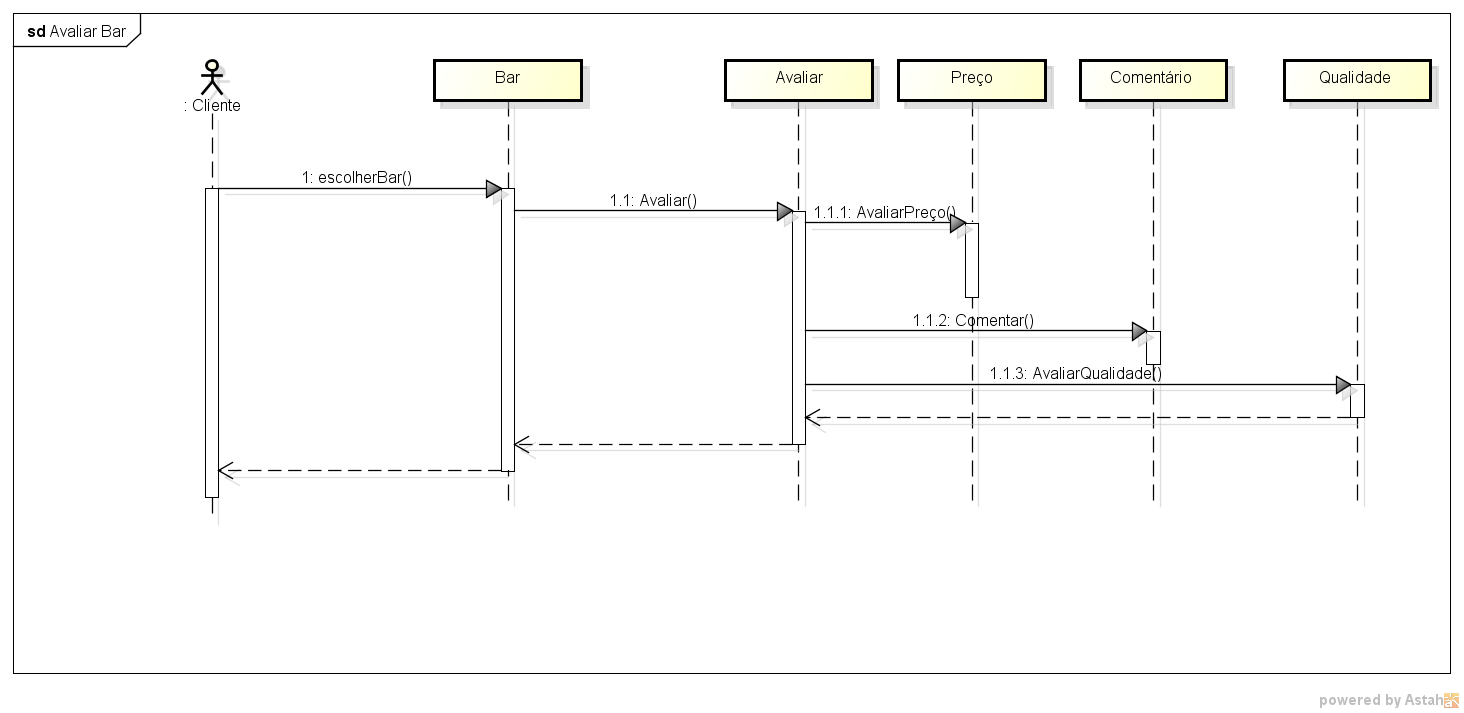 sd Avaliar Bar
: Cliente
Bar
Avaliar
Preço
Comentário
Qualidade
1: escolherBar()
1.1: Avaliar()
1.1.1: AvaliarPreço()
1.1.2: Comentar()
1.1.3: AvaliarQualidade()
powered by Astah